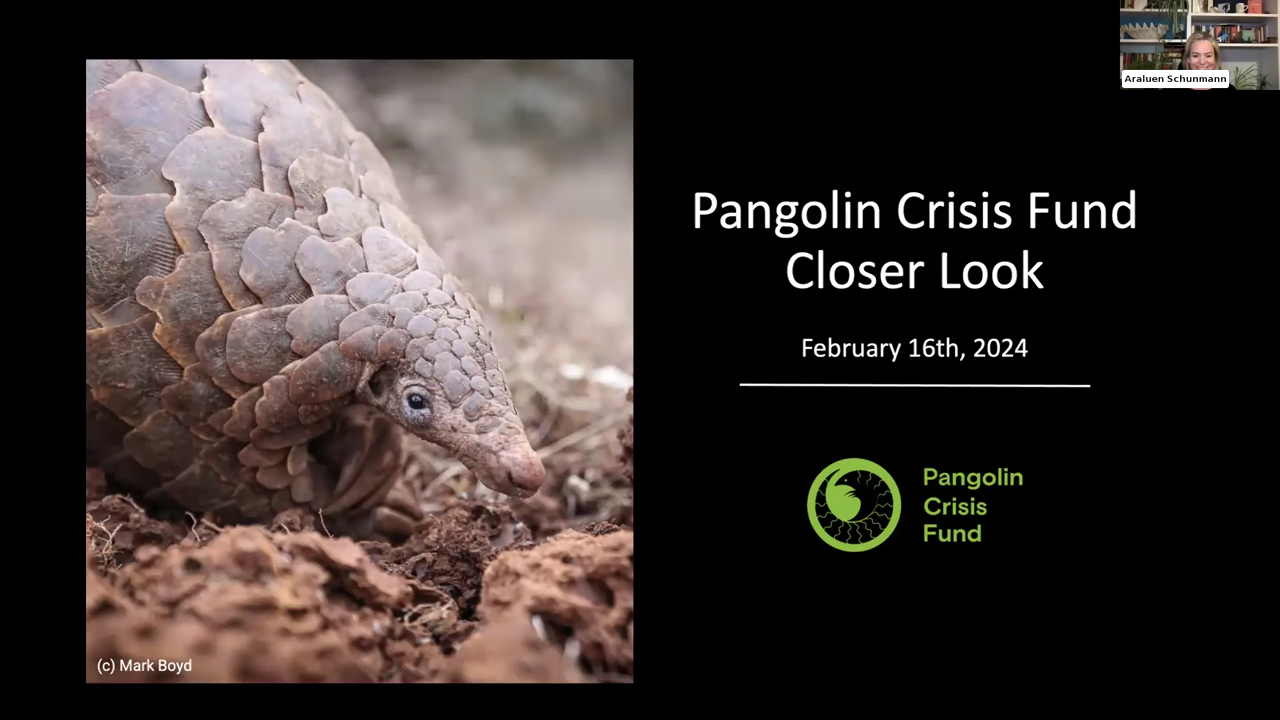 Araluen Schunmann
Pangolin Crisis Fund
Closer Look
February 16th, 2024
Pangolin
Crisis
Fund
(c) Mark Boyd